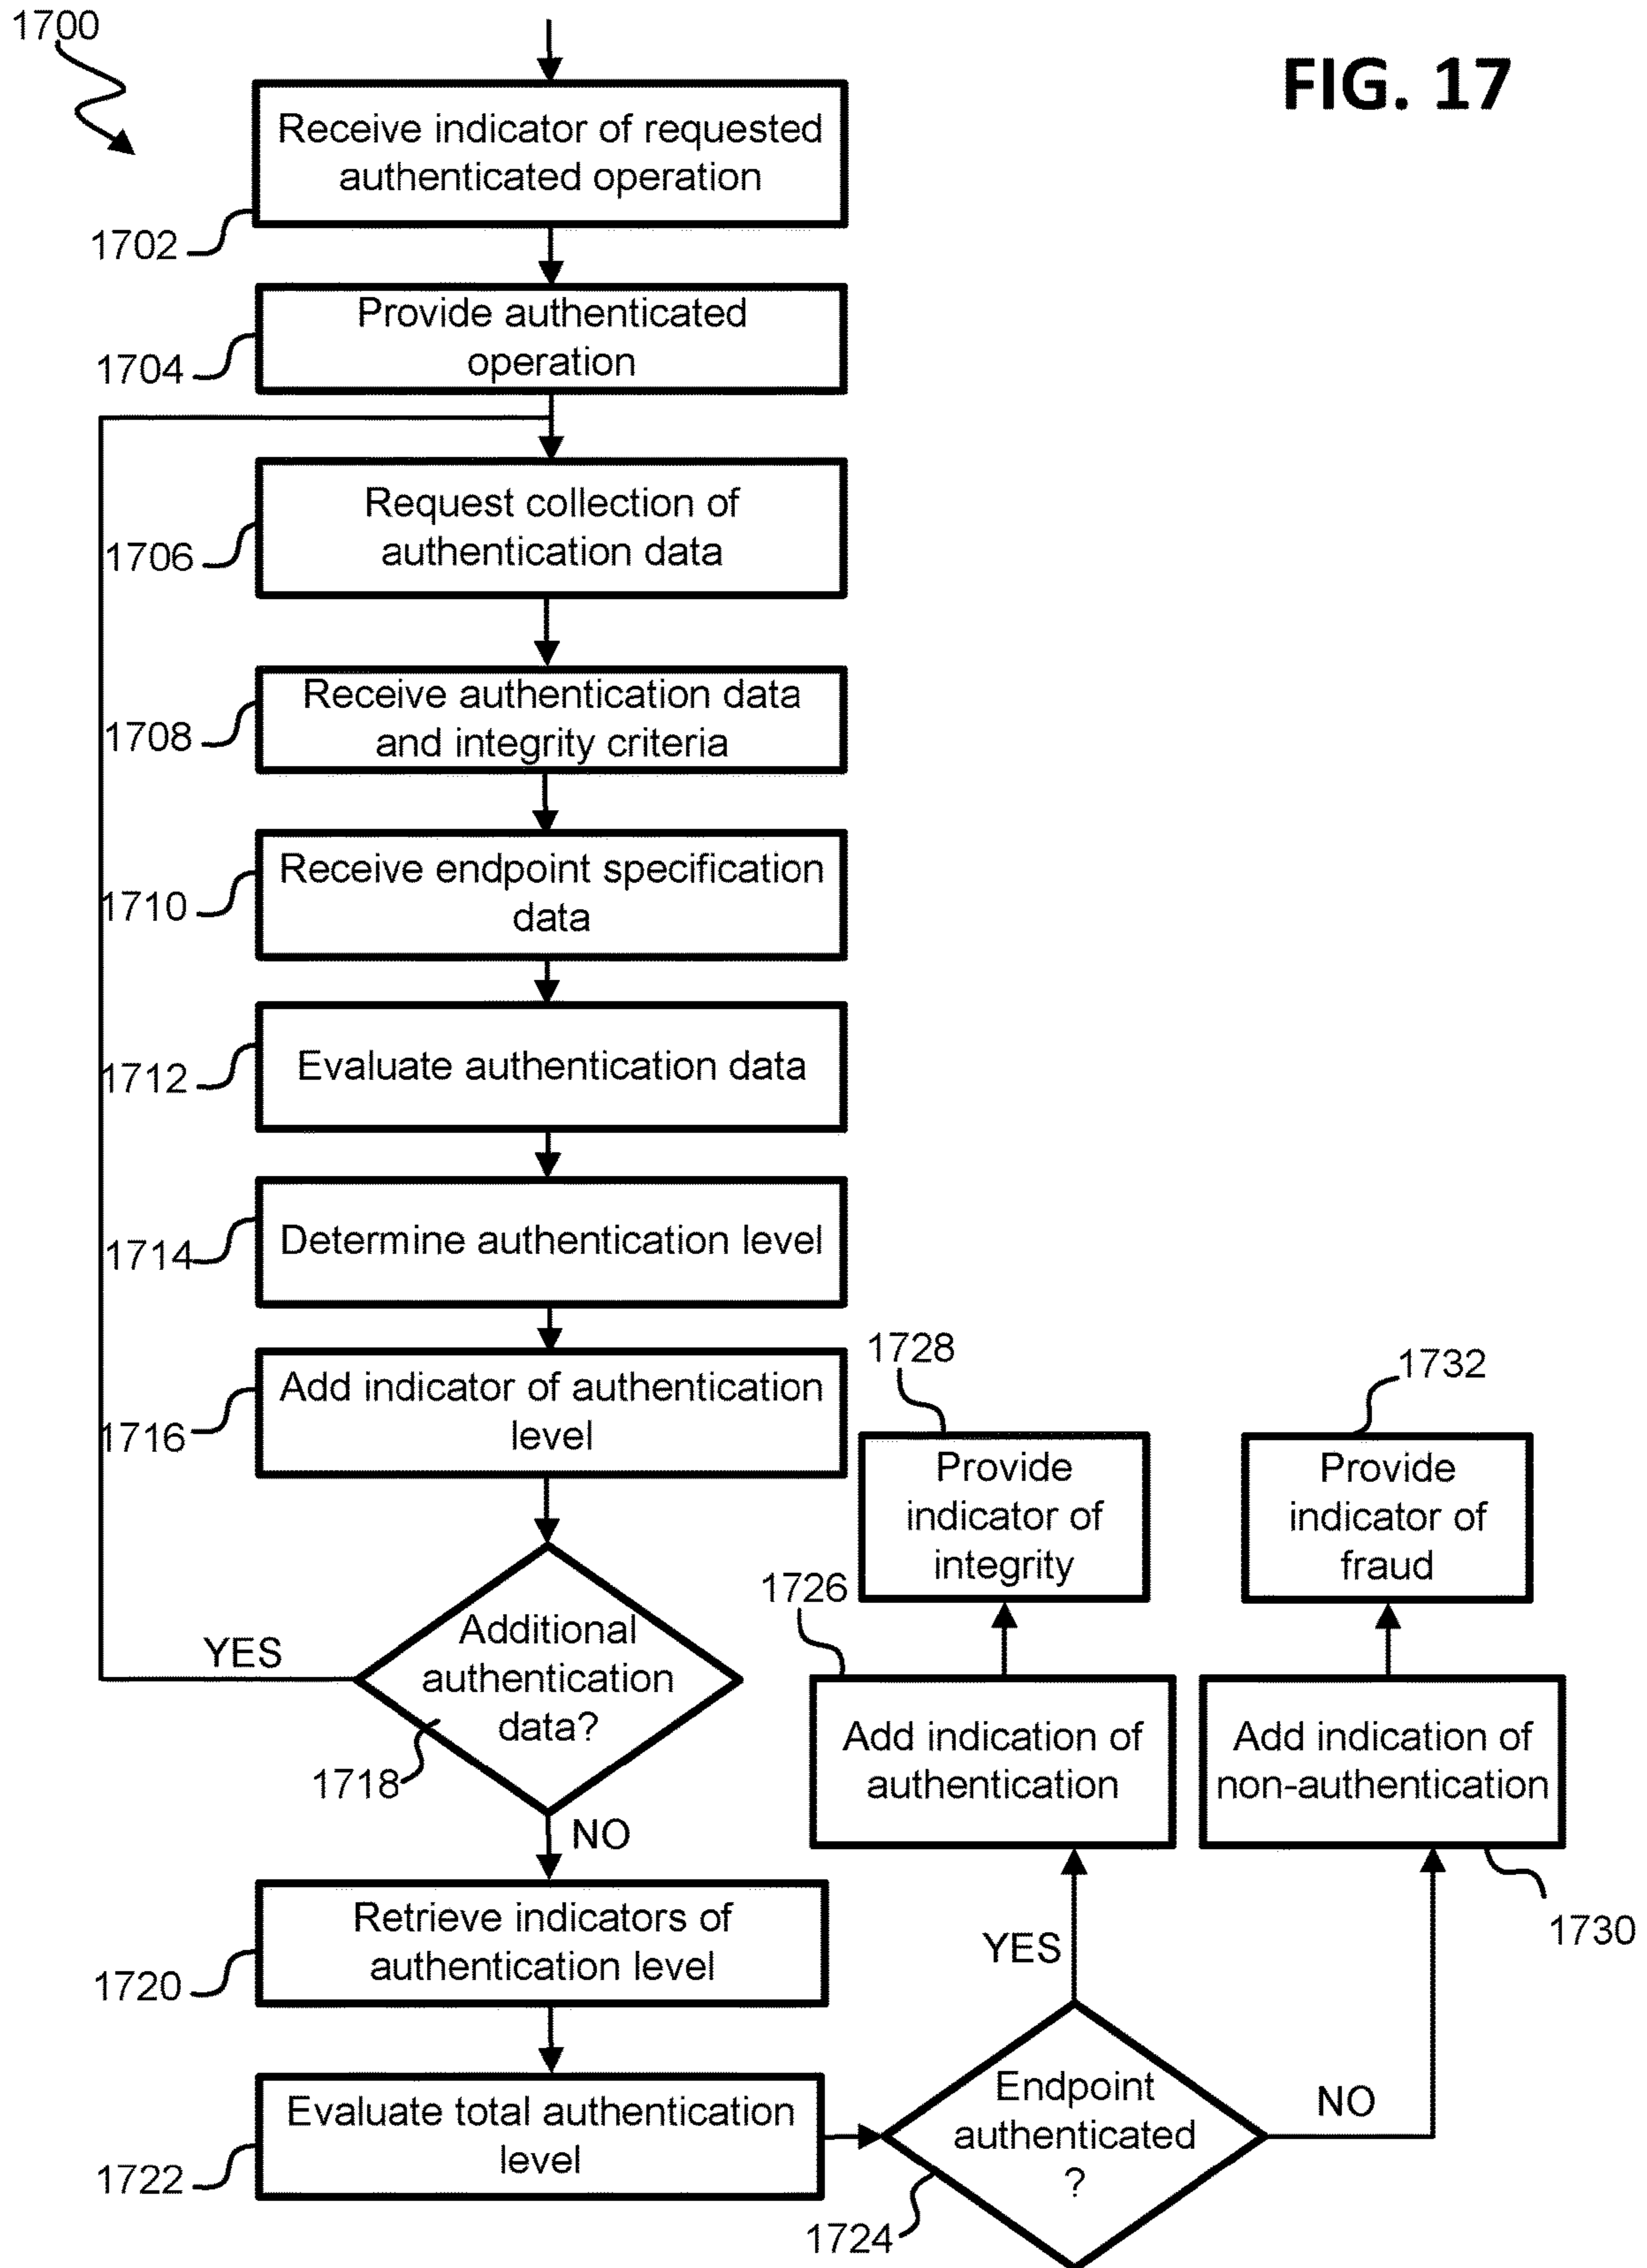 1700
FIG. 17
Receive indicator of requested
authenticated operation
1702
Provide authenticated
operation
1704
Request collection of
authentication data
1706
Receive authentication data
and integrity criteria
1708
Receive endpoint specification
data
1710
Evaluate authentication data
1712
Determine authentication level
1714
Add indicator of authentication
level
1716
Additional
authentication
data?
YES
1718
NO
Retrieve indicators of
authentication level
1720
Evaluate total authentication
level
1722
Endpoint
authenticated
?
1724
YES
Add indication of
authentication
1726
Provide
indicator of
integrity
1728
NO
Add indication of
non-authentication
1730
Provide
indicator of
fraud
1732